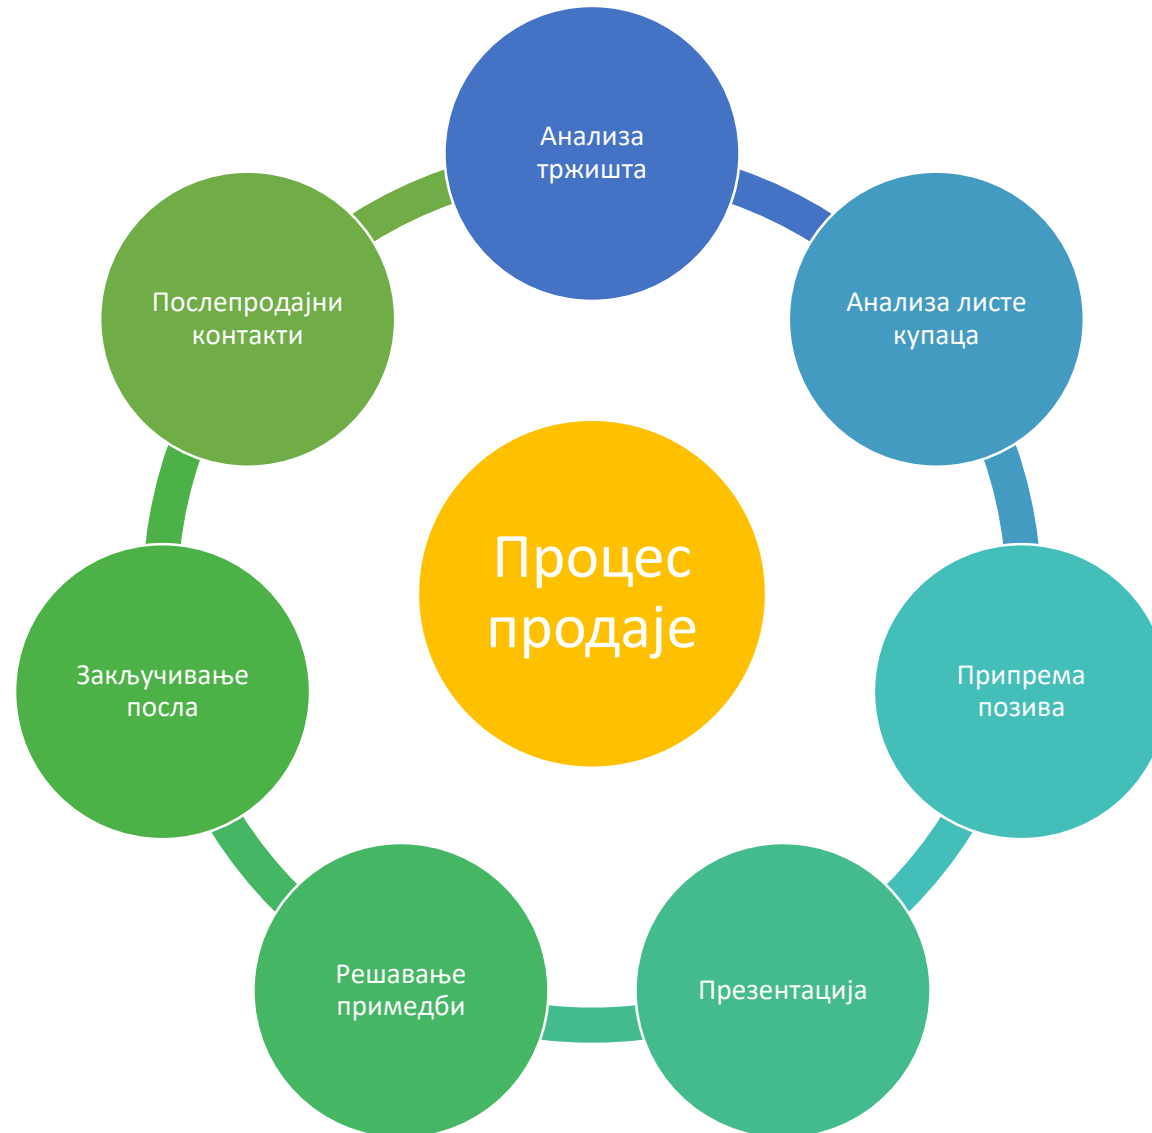 Анализа
тржишта
Анализа листе
купаца
Припрема
позива
Презентација
Решавање
примедби
Закључивање
посла
Послепродајни
контакти
Процес
продаје